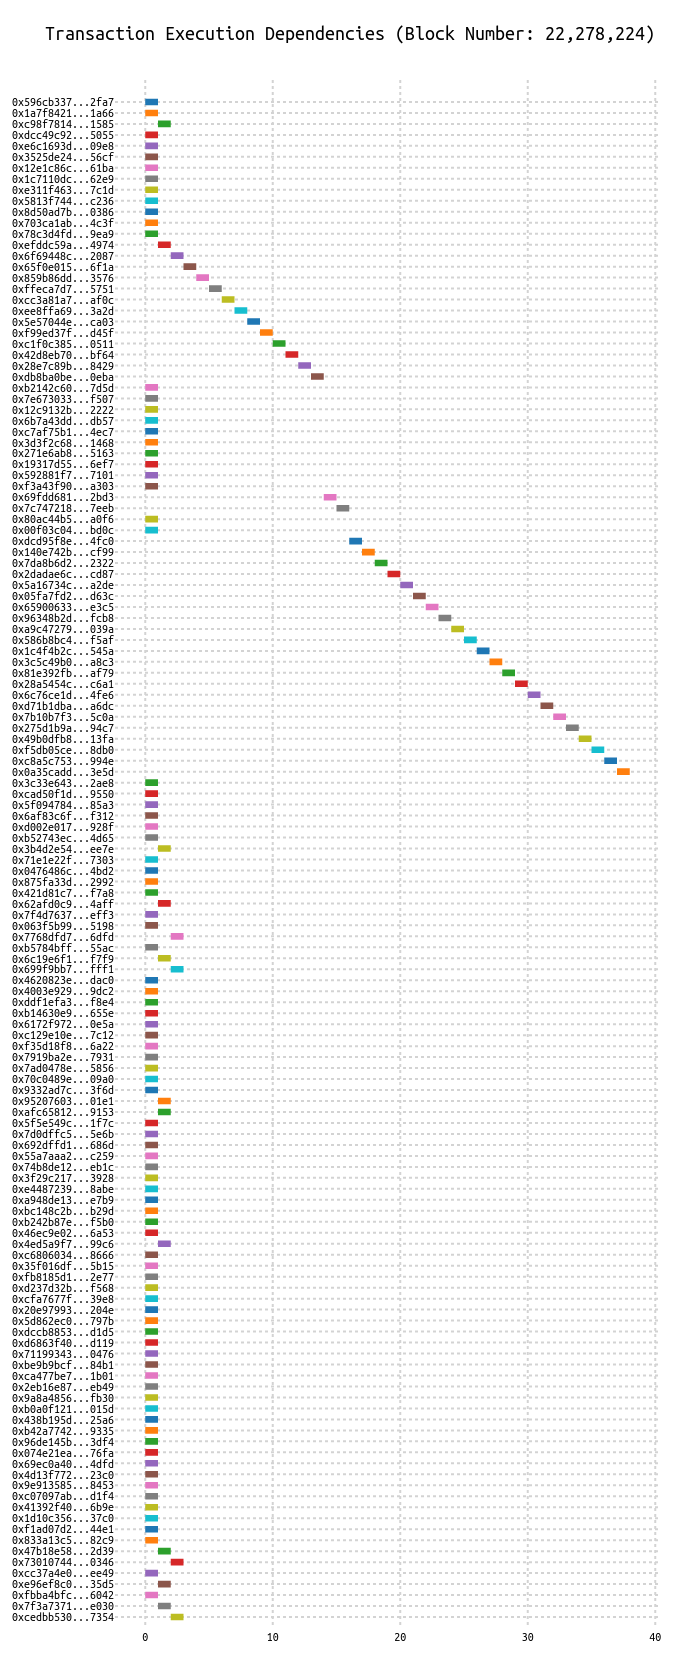 Transaction Execution Dependencies (Block Number: 22,278,224)
0x596cb337...2fa7
0x1a7f8421...1a66
0xc98f7814...1585
0xdcc49c92...5055
0xe6c1693d...09e8
0x3525de24...56cf
0x12e1c86c...61ba
0x1c7110dc...62e9
0xe311f463...7c1d
0x5813f744...c236
0x8d50ad7b...0386
0x703ca1ab...4c3f
0x78c3d4fd...9ea9
0xefddc59a...4974
0x6f69448c...2087
0x65f0e015...6f1a
0x859b86dd...3576
0xffeca7d7...5751
0xcc3a81a7...af0c
0xee8ffa69...3a2d
0x5e57044e...ca03
0xf99ed37f...d45f
0xc1f0c385...0511
0x42d8eb70...bf64
0x28e7c89b...8429
0xdb8ba0be...0eba
0xb2142c60...7d5d
0x7e673033...f507
0x12c9132b...2222
0x6b7a43dd...db57
0xc7af75b1...4ec7
0x3d3f2c68...1468
0x271e6ab8...5163
0x19317d55...6ef7
0x592881f7...7101
0xf3a43f90...a303
0x69fdd681...2bd3
0x7c747218...7eeb
0x80ac44b5...a0f6
0x00f03c04...bd0c
0xdcd95f8e...4fc0
0x140e742b...cf99
0x7da8b6d2...2322
0x2dadae6c...cd87
0x5a16734c...a2de
0x05fa7fd2...d63c
0x65900633...e3c5
0x96348b2d...fcb8
0xa9c47279...039a
0x586b8bc4...f5af
0x1c4f4b2c...545a
0x3c5c49b0...a8c3
0x81e392fb...af79
0x28a5454c...c6a1
0x6c76ce1d...4fe6
0xd71b1dba...a6dc
0x7b10b7f3...5c0a
0x275d1b9a...94c7
0x49b0dfb8...13fa
0xf5db05ce...8db0
0xc8a5c753...994e
0x0a35cadd...3e5d
0x3c33e643...2ae8
0xcad50f1d...9550
0x5f094784...85a3
0x6af83c6f...f312
0xd002e017...928f
0xb52743ec...4d65
0x3b4d2e54...ee7e
0x71e1e22f...7303
0x0476486c...4bd2
0x875fa33d...2992
0x421d81c7...f7a8
0x62afd0c9...4aff
0x7f4d7637...eff3
0x063f5b99...5198
0x7768dfd7...6dfd
0xb5784bff...55ac
0x6c19e6f1...f7f9
0x699f9bb7...fff1
0x4620823e...dac0
0x4003e929...9dc2
0xddf1efa3...f8e4
0xb14630e9...655e
0x6172f972...0e5a
0xc129e10e...7c12
0xf35d18f8...6a22
0x7919ba2e...7931
0x7ad0478e...5856
0x70c0489e...09a0
0x9332ad7c...3f6d
0x95207603...01e1
0xafc65812...9153
0x5f5e549c...1f7c
0x7d0dffc5...5e6b
0x692dffd1...686d
0x55a7aaa2...c259
0x74b8de12...eb1c
0x3f29c217...3928
0xe4487239...8abe
0xa948de13...e7b9
0xbc148c2b...b29d
0xb242b87e...f5b0
0x46ec9e02...6a53
0x4ed5a9f7...99c6
0xc6806034...8666
0x35f016df...5b15
0xfb8185d1...2e77
0xd237d32b...f568
0xcfa7677f...39e8
0x20e97993...204e
0x5d862ec0...797b
0xdccb8853...d1d5
0xd6863f40...d119
0x71199343...0476
0xbe9b9bcf...84b1
0xca477be7...1b01
0x2eb16e87...eb49
0x9a8a4856...fb30
0xb0a0f121...015d
0x438b195d...25a6
0xb42a7742...9335
0x96de145b...3df4
0x074e21ea...76fa
0x69ec0a40...4dfd
0x4d13f772...23c0
0x9e913585...8453
0xc07097ab...d1f4
0x41392f40...6b9e
0x1d10c356...37c0
0xf1ad07d2...44e1
0x833a13c5...82c9
0x47b18e58...2d39
0x73010744...0346
0xcc37a4e0...ee49
0xe96ef8c0...35d5
0xfbba4bfc...6042
0x7f3a7371...e030
0xcedbb530...7354
0 10 20 30 40